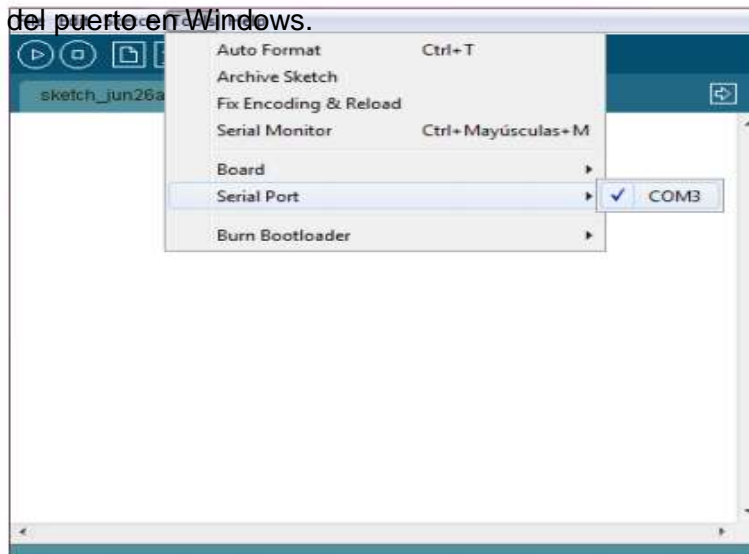 del puerto en Windows.
Auto Format Ctrl+T
Archive Sketch
sketch_jun26a
Fix Encoding & Reload
Serial Monitor Ctrl+Mayúsculas+M
Board
Serial Port COM3
Burn Bootloader